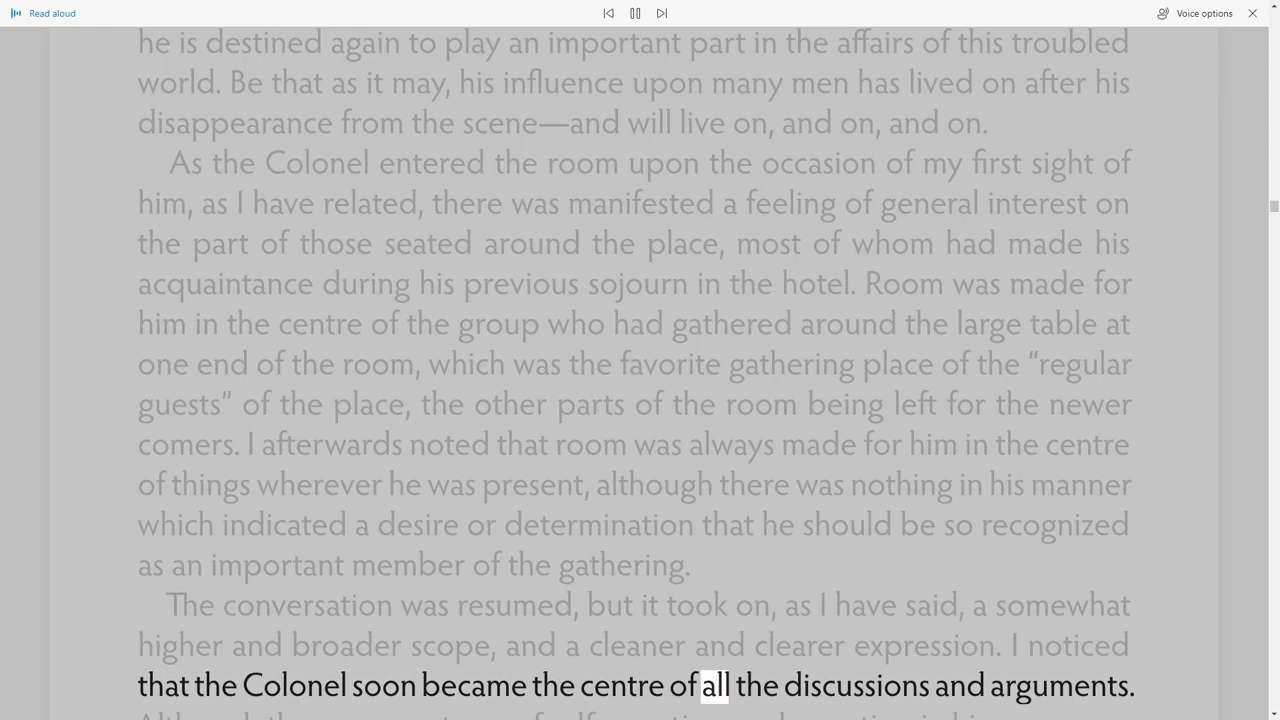 Read aloud
Voice options
he is destined again to play an important part in the affairs of this troubled
world. Be that as it may, his influence upon many men has lived on after his
disappearance from the scene—and will live on, and on, and on.
As the Colonel entered the room upon the occasion of my first sight of
him, as I have related, there was manifested a feeling of general interest on
the part of those seated around the place, most of whom had made his
acquaintance during his previous sojourn in the hotel. Room was made for
him in the centre of the group who had gathered around the large table at
one end of the room, which was the favorite gathering place of the “regular
guests” of the place, the other parts of the room being left for the newer
comers. I afterwards noted that room was always made for him in the centre
of things wherever he was present, although there was nothing in his manner
which indicated a desire or determination that he should be so recognized
as an important member of the gathering.
The conversation was resumed, but it took on, as I have said, a somewhat
higher and broader scope, and a cleaner and clearer expression. I noticed
that the Colonel soon became the centre of all the discussions and arguments.